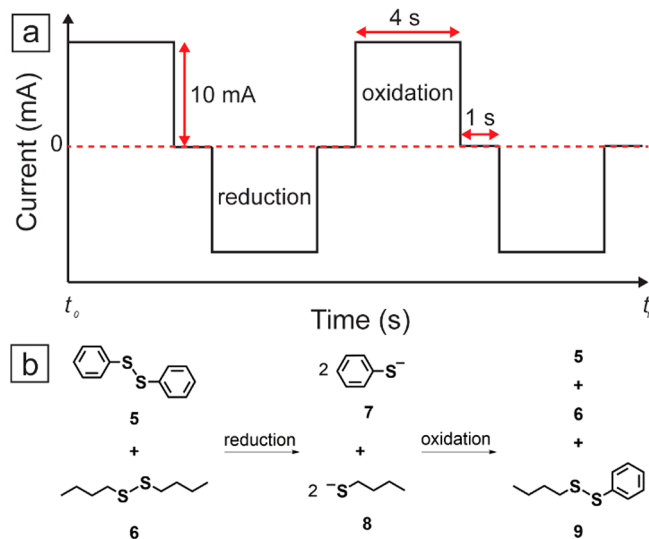 a
Current (mA)
0
10 mA
reduction
4 s
oxidation
1 s
t₀
Time (s)
b
S
S
5
+
S
S
6
reduction
2
S⁻
7
+
2 ⁻S
8
oxidation
5
+
6
+
S
S
9